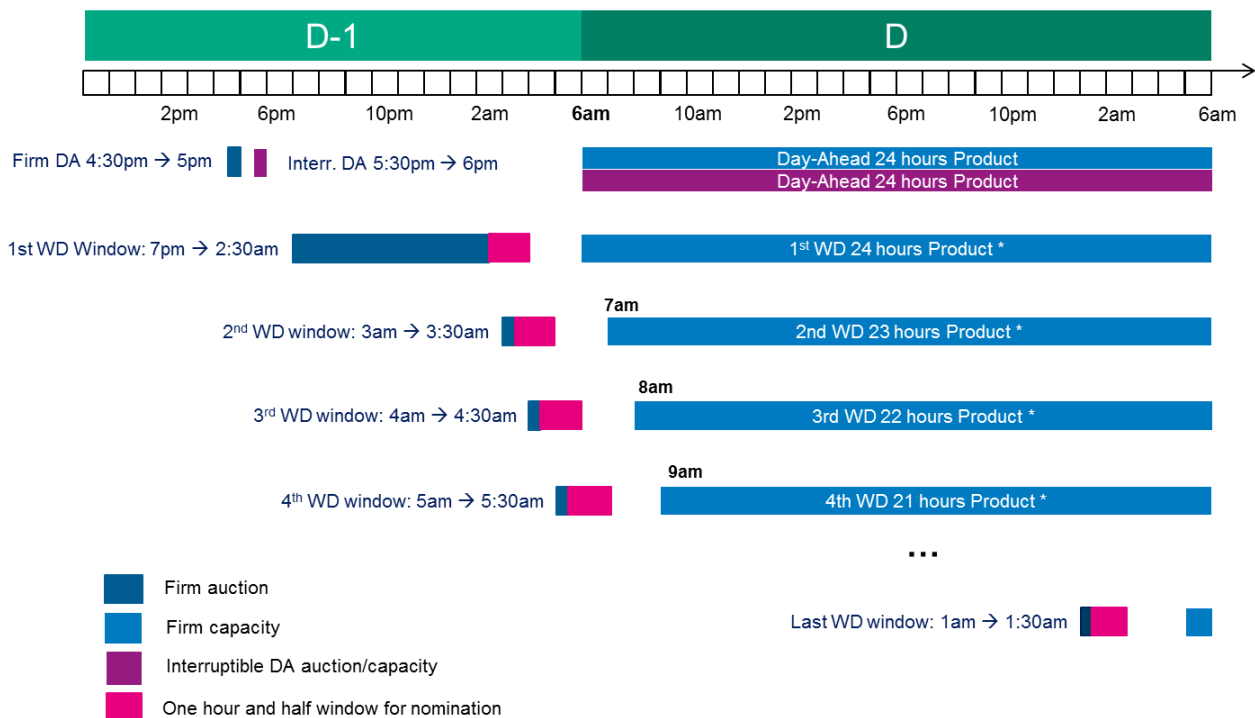 D-1 D
2pm 6pm 10pm 2am 6am 10am 2pm 6pm 10pm 2am 6am
Firm DA 4:30pm → 5pm Interr. DA 5:30pm → 6pm Day-Ahead 24 hours Product
Day-Ahead 24 hours Product
1st WD Window: 7pm → 2:30am 1st WD 24 hours Product *
7am
2nd WD window: 3am → 3:30am 2nd WD 23 hours Product *
8am
3rd WD window: 4am → 4:30am 3rd WD 22 hours Product *
9am
4th WD window: 5am → 5:30am 4th WD 21 hours Product *
...
Firm auction
Firm capacity
Last WD window: 1am → 1:30am
Interruptible DA auction/capacity
One hour and half window for nomination